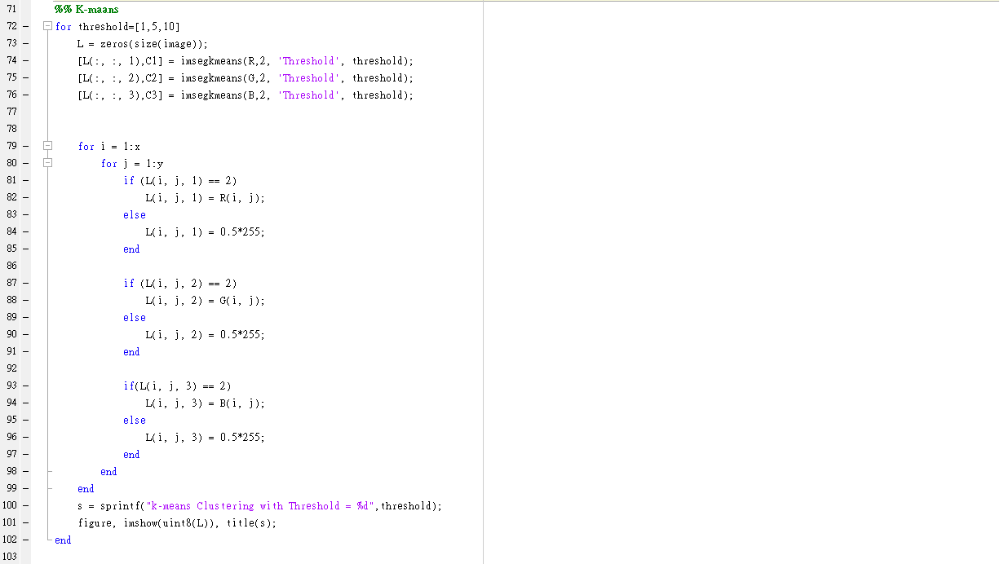 71 %% K-maans
72 – for threshold=[1,5,10]
73 – L = zeros(size(image));
74 – [L(:, :, 1),C1] = imsegkmeans(R,2, 'Threshold', threshold);
75 – [L(:, :, 2),C2] = imsegkmeans(G,2, 'Threshold', threshold);
76 – [L(:, :, 3),C3] = imsegkmeans(B,2, 'Threshold', threshold);
77
78
79 – for i = 1:x
80 – for j = 1:y
81 – if (L(i, j, 1) == 2)
82 – L(i, j, 1) = R(i, j);
83 – else
84 – L(i, j, 1) = 0.5*255;
85 – end
86
87 – if (L(i, j, 2) == 2)
88 – L(i, j, 2) = G(i, j);
89 – else
90 – L(i, j, 2) = 0.5*255;
91 – end
92
93 – if(L(i, j, 3) == 2)
94 – L(i, j, 3) = B(i, j);
95 – else
96 – L(i, j, 3) = 0.5*255;
97 – end
98 – end
99 – end
100 – s = sprintf("k-means Clustering with Threshold = %d",threshold);
101 – figure, imshow(uint8(L)), title(s);
102 – end
103